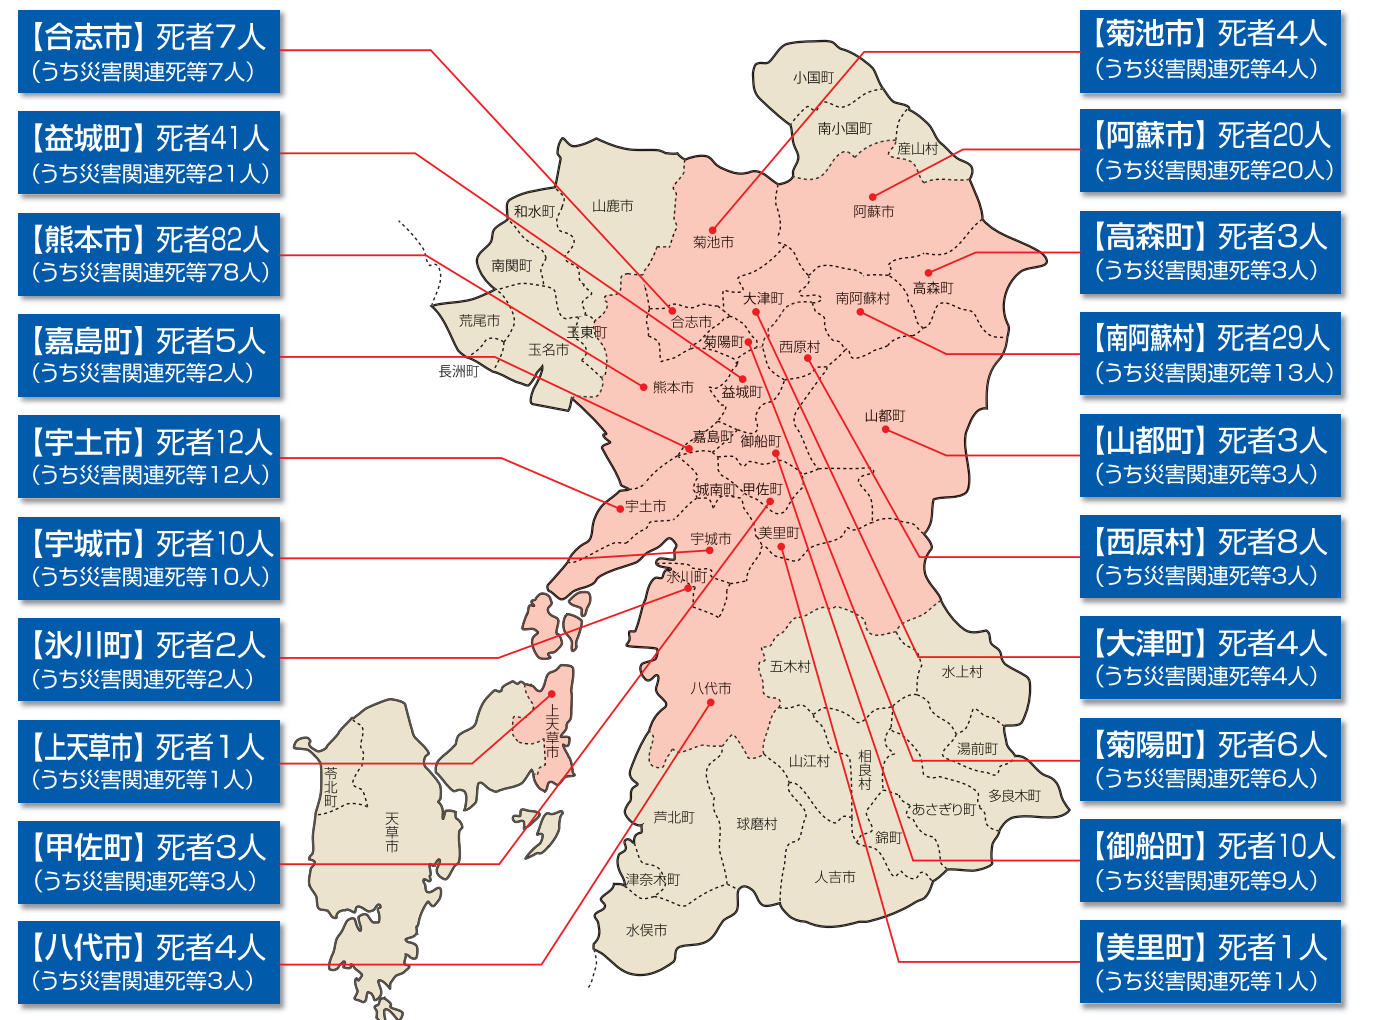 【合志市】死者7人
（うち災害関連死等7人）
【益城町】死者41人
（うち災害関連死等21人）
【熊本市】死者82人
（うち災害関連死等78人）
【嘉島町】死者5人
（うち災害関連死等2人）
【宇土市】死者12人
（うち災害関連死等12人）
【宇城市】死者10人
（うち災害関連死等10人）
【氷川町】死者2人
（うち災害関連死等2人）
【上天草市】死者1人
（うち災害関連死等1人）
【甲佐町】死者3人
（うち災害関連死等3人）
【八代市】死者4人
（うち災害関連死等3人）
【菊池市】死者4人
（うち災害関連死等4人）
【阿蘇市】死者20人
（うち災害関連死等20人）
【高森町】死者3人
（うち災害関連死等3人）
【南阿蘇村】死者29人
（うち災害関連死等13人）
【山都町】死者3人
（うち災害関連死等3人）
【西原村】死者8人
（うち災害関連死等3人）
【大津町】死者4人
（うち災害関連死等4人）
【菊陽町】死者6人
（うち災害関連死等6人）
【御船町】死者10人
（うち災害関連死等9人）
【美里町】死者1人
（うち災害関連死等1人）
小国町
南小国町
産山村
山鹿市
和水町
阿蘇市
菊池市
南関町
高森町
大津町
南阿蘇村
荒尾市
合志市
玉東町
菊陽町
西原村
玉名市
長洲町
熊本市
益城町
山都町
嘉島町
御船町
城南町
甲佐町
宇土市
美里町
宇城市
氷川町
五木村
水上村
八代市
上天草市
湯前町
山江村
相良村
苓北町
多良木町
あさぎり町
天草市
芦北町
球磨村
錦町
人吉市
津奈木町
水俣市